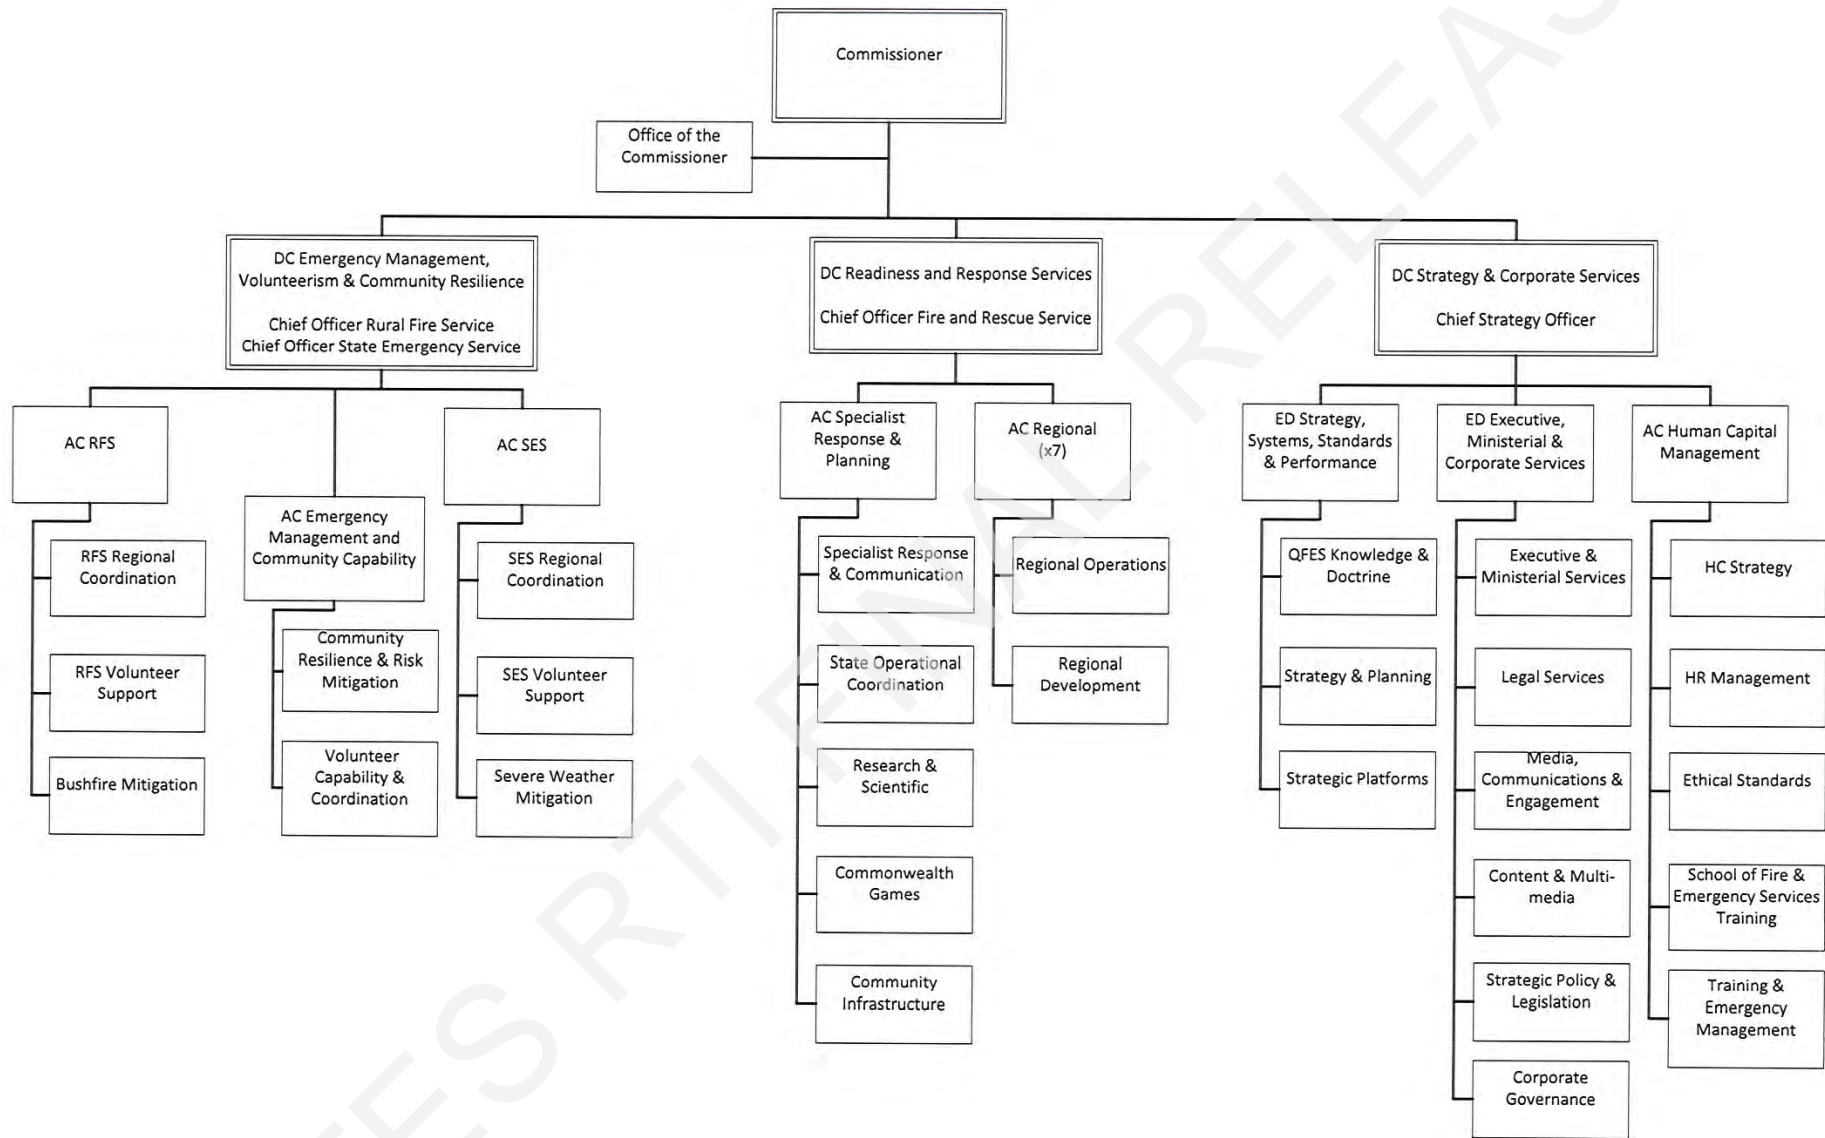 Commissioner
Office of the
Commissioner
DC Emergency Management,
Volunteerism & Community Resilience
Chief Officer Rural Fire Service
Chief Officer State Emergency Service
DC Readiness and Response Services
Chief Officer Fire and Rescue Service
DC Strategy & Corporate Services
Chief Strategy Officer
AC RFS
AC Emergency
Management and
Community Capability
AC SES
AC Specialist
Response &
Planning
AC Regional
(x7)
ED Strategy,
Systems, Standards
& Performance
ED Executive,
Ministerial &
Corporate Services
AC Human Capital
Management
RFS Regional
Coordination
RFS Volunteer
Support
Bushfire Mitigation
Community
Resilience & Risk
Mitigation
Volunteer
Capability &
Coordination
SES Regional
Coordination
SES Volunteer
Support
Severe Weather
Mitigation
Specialist Response
& Communication
State Operational
Coordination
Research &
Scientific
Commonwealth
Games
Community
Infrastructure
Regional Operations
Regional
Development
QFES Knowledge &
Doctrine
Strategy & Planning
Strategic Platforms
Executive &
Ministerial Services
Legal Services
Media,
Communications &
Engagement
Content & Multi-
media
Strategic Policy &
Legislation
Corporate
Governance
HC Strategy
HR Management
Ethical Standards
School of Fire &
Emergency Services
Training
Training &
Emergency
Management
RTI FINAL RELEAS